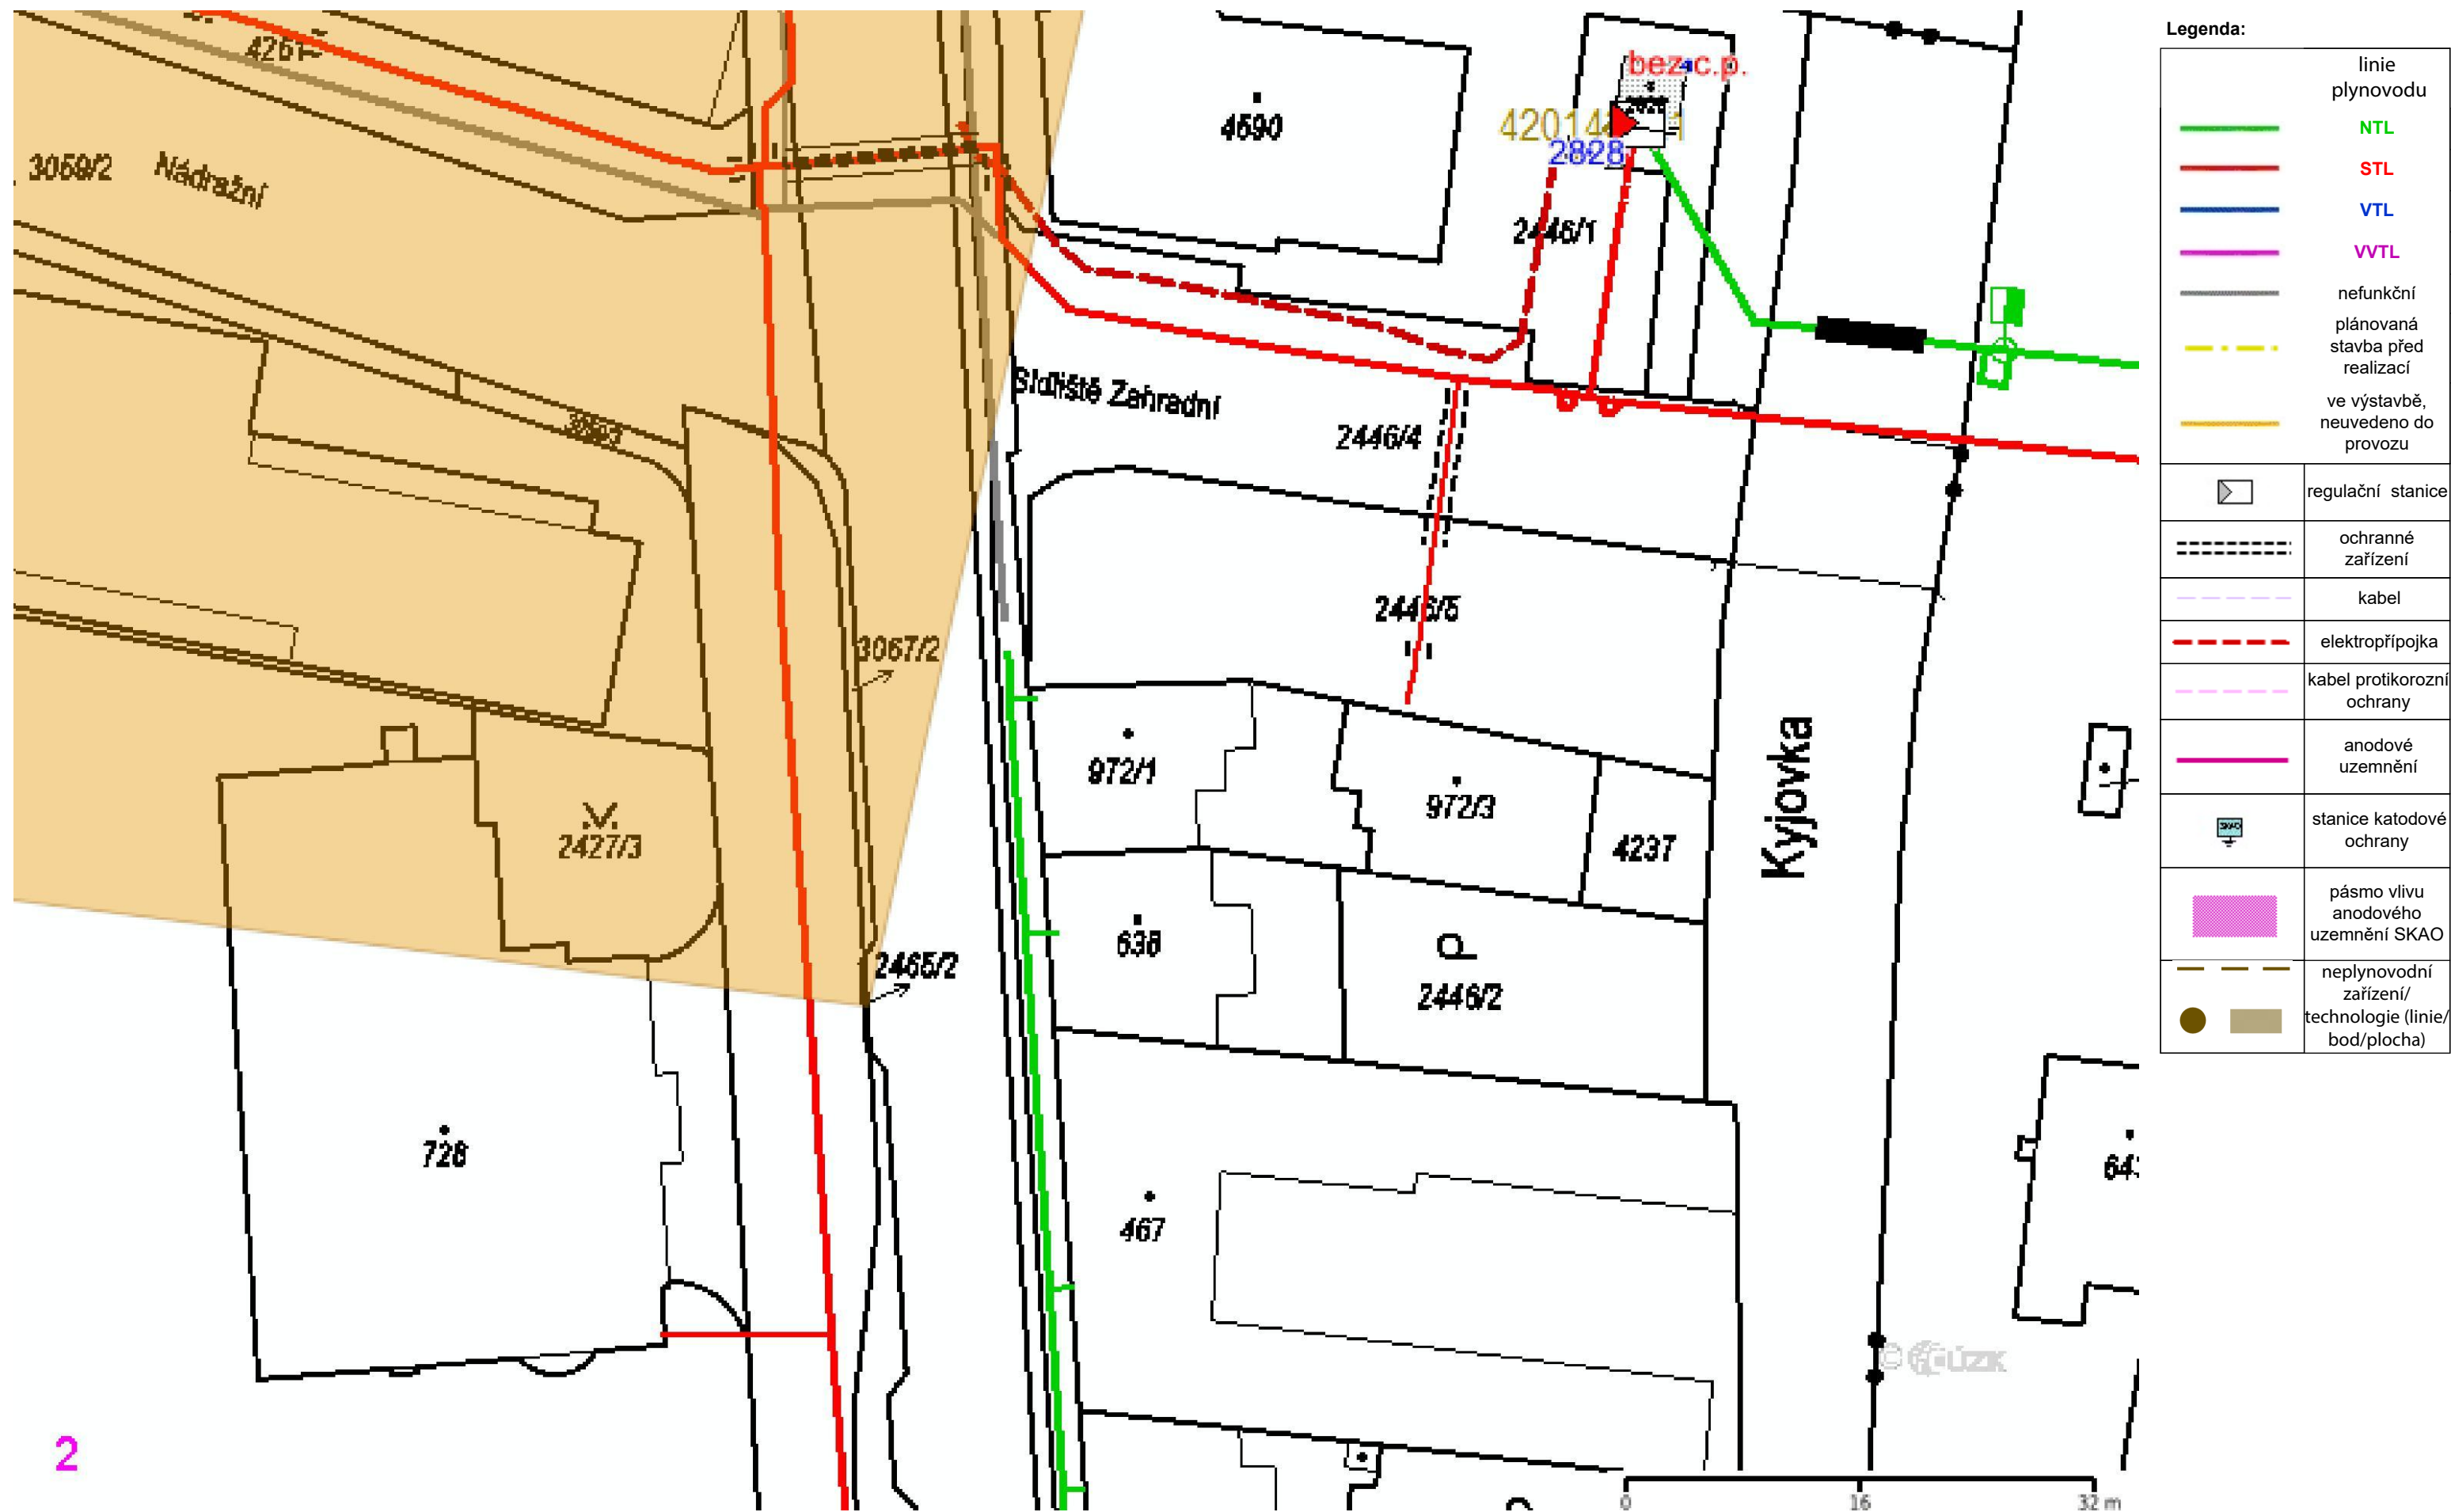 4261
3059/2
Nádražní
4690
bez c.p.
2828
2446/1
Sídliště Zahradní
2446/4
2446/5
3067/2
972/1
972/3
4237
Kyjovka
2427/3
638
P
2446/2
2465/2
728
467
2
0
16
32 m
Legenda:
linie
plynovodu
NTL
STL
VTL
VVTL
nefunkční
plánovaná
stavba před
realizací
ve výstavbě,
neuvedeno do
provozu
regulační stanice
ochranné
zařízení
kabel
elektropřípojka
kabel protikorozní
ochrany
anodové
uzemnění
SKAO
stanice katodové
ochrany
pásmo vlivu
anodového
uzemnění SKAO
neplynovodní
zařízení/
technologie (linie/
bod/plocha)